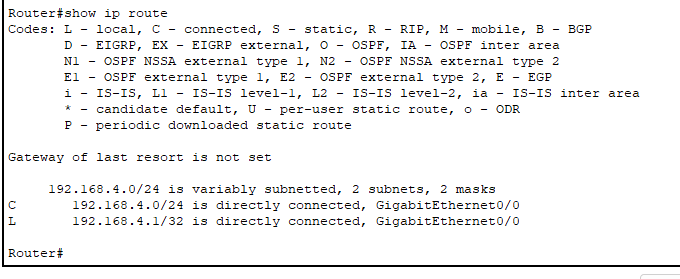 Router#show ip route
Codes: L - local, C - connected, S - static, R - RIP, M - mobile, B - BGP
D - EIGRP, EX - EIGRP external, O - OSPF, IA - OSPF inter area
N1 - OSPF NSSA external type 1, N2 - OSPF NSSA external type 2
E1 - OSPF external type 1, E2 - OSPF external type 2, E - EGP
i - IS-IS, L1 - IS-IS level-1, L2 - IS-IS level-2, ia - IS-IS inter area
* - candidate default, U - per-user static route, o - ODR
P - periodic downloaded static route
Gateway of last resort is not set
192.168.4.0/24 is variably subnetted, 2 subnets, 2 masks
C 192.168.4.0/24 is directly connected, GigabitEthernet0/0
L 192.168.4.1/32 is directly connected, GigabitEthernet0/0
Router#